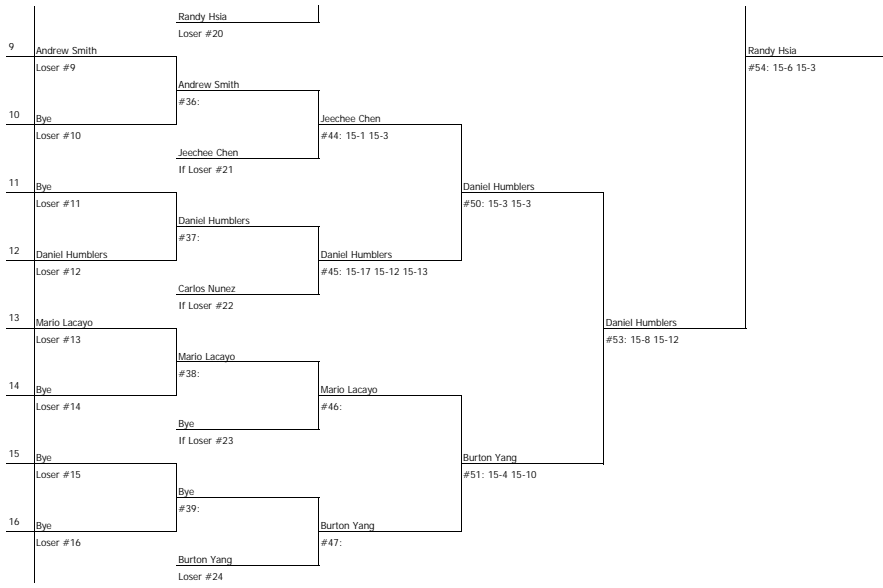 Randy Hsia
Loser #20
9
Andrew Smith
Randy Hsia
Loser #9
#54: 15-6 15-3
Andrew Smith
#36:
10
Bye
Jeechee Chen
Loser #10
#44: 15-1 15-3
Jeechee Chen
If Loser #21
11
Bye
Daniel Humblers
Loser #11
#50: 15-3 15-3
Daniel Humblers
#37:
12
Daniel Humblers
Daniel Humblers
Loser #12
#45: 15-17 15-12 15-13
Carlos Nunez
If Loser #22
13
Mario Lacayo
Daniel Humblers
Loser #13
#53: 15-8 15-12
Mario Lacayo
#38:
14
Bye
Mario Lacayo
Loser #14
#46:
Bye
If Loser #23
15
Bye
Burton Yang
Loser #15
#51: 15-4 15-10
Bye
#39:
16
Bye
Burton Yang
Loser #16
#47:
Burton Yang
Loser #24